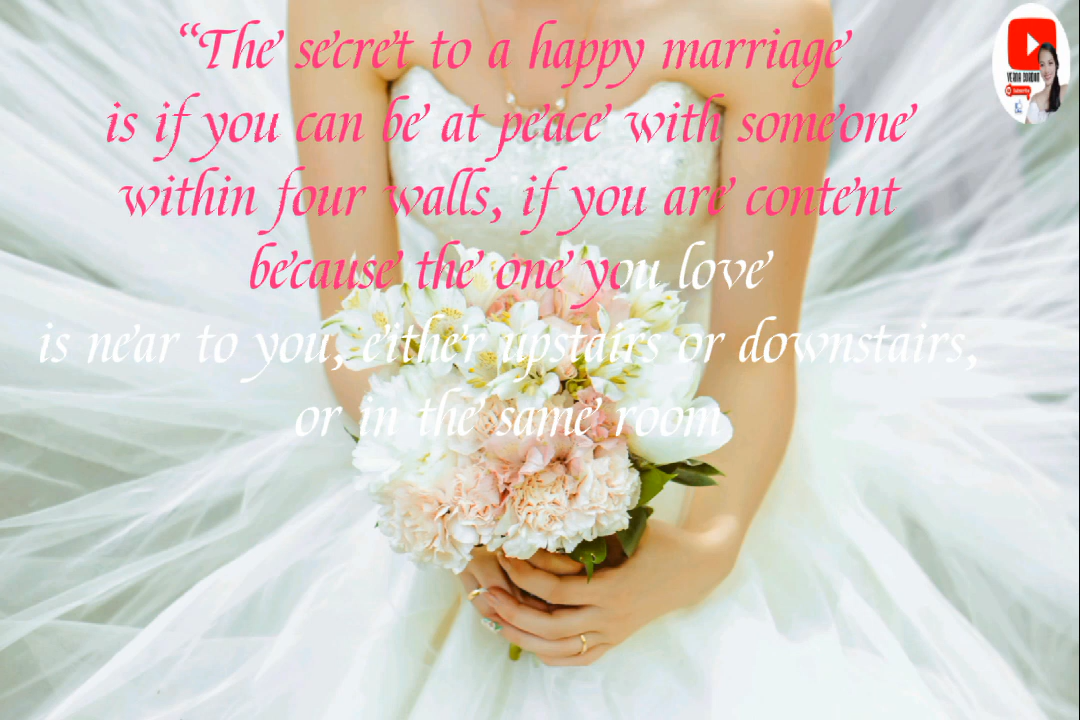 “The secret to a happy marriage
is if you can be at peace with someone
within four walls, if you are content
because the one you love
is near to you, either upstairs or downstairs,
or in the same room